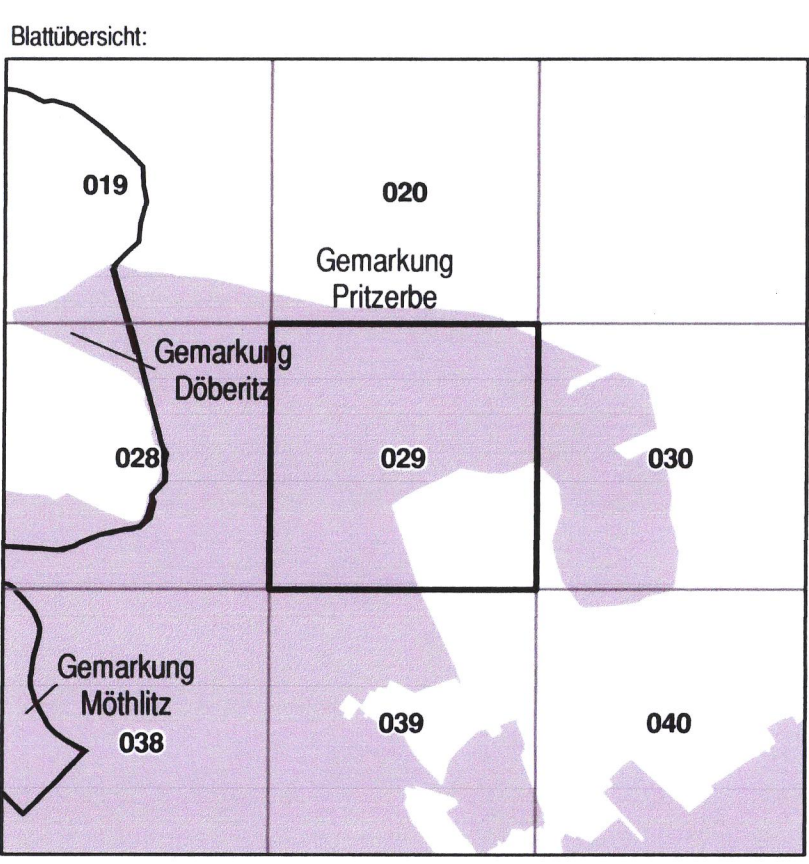 Blattübersicht:
019
020
Gemarkung
Pritzerbe
Gemarkung
Döberitz
028
029
030
Gemarkung
Möthlitz
038
039
040